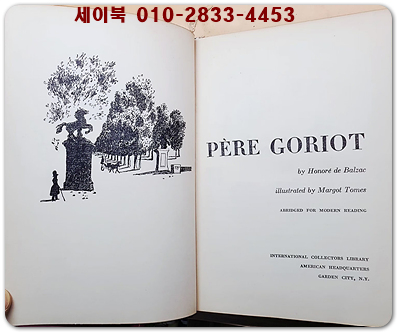 세이북 010-2833-4453
PÈRE GORIOT
by Honoré de Balzac
illustrated by Margot Tomes
ABRIDGED FOR MODERN READING
INTERNATIONAL COLLECTORS LIBRARY
AMERICAN HEADQUARTERS
GARDEN CITY, N.Y.